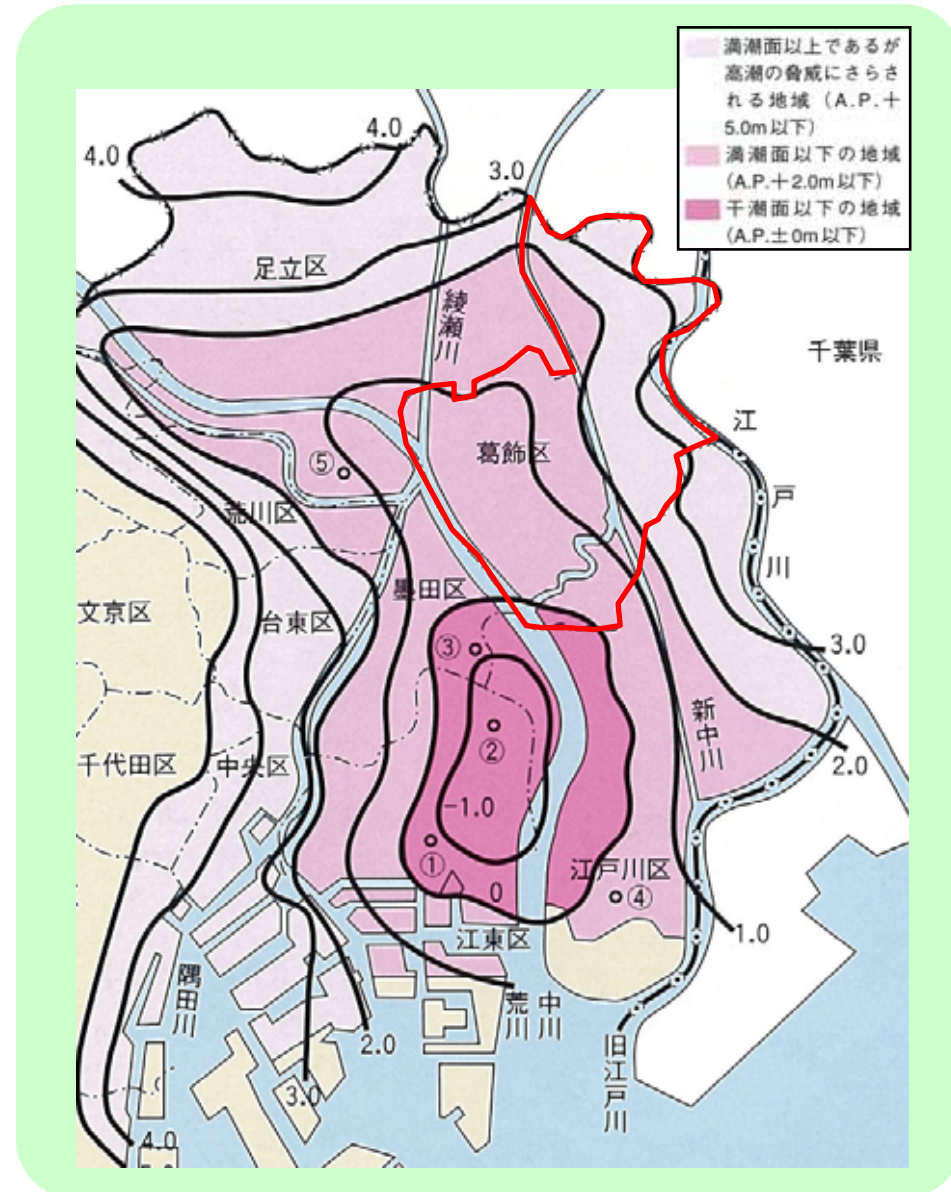 満潮面以上であるが
高潮の脅威にさらさ
れる地域（A.P.＋
5.0m以下）
満潮面以下の地域
（A.P.＋2.0m以下）
干潮面以下の地域
（A.P.±0m以下）
4.0
4.0
3.0
足立区
綾瀬川
千葉県
江戸川
葛飾区
⑤
荒川区
墨田区
文京区
台東区
③
3.0
②
新中川
千代田区
中央区
2.0
-1.0
①
江戸川区
0
④
江東区
1.0
隅田川
荒川
中川
2.0
旧江戸川
3.0
4.0